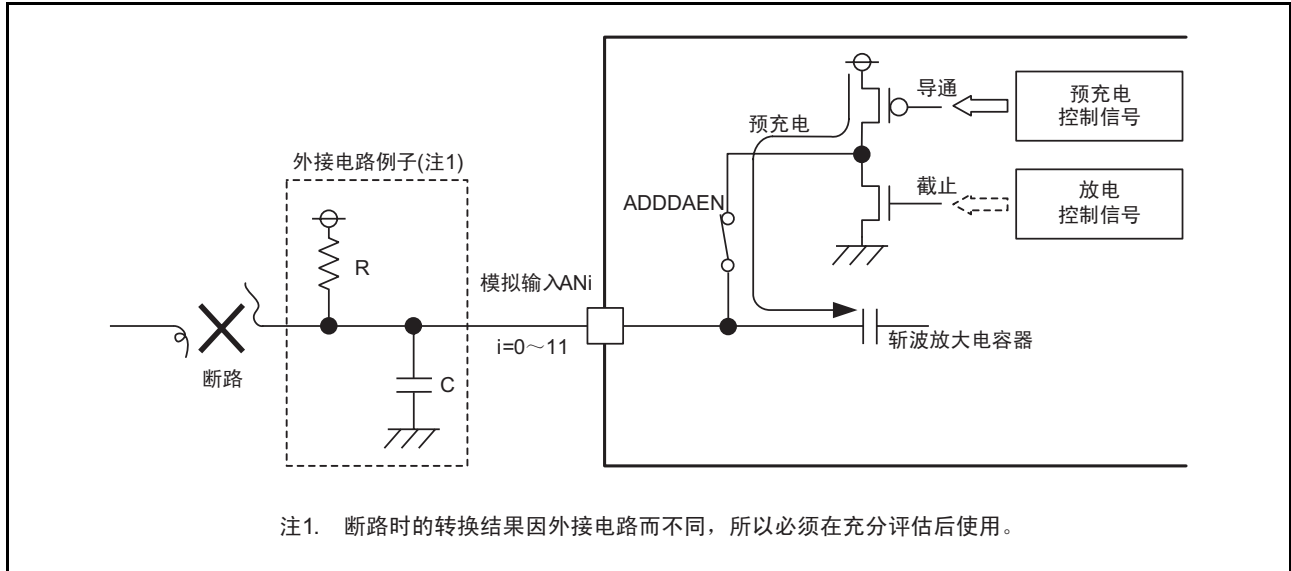 导通
预充电
控制信号
预充电
外接电路例子(注1)
截止
放电
控制信号
ADDDAEN
R
模拟输入ANi
i=0～11
斩波放大电容器
断路
C
注1. 断路时的转换结果因外接电路而不同，所以必须在充分评估后使用。